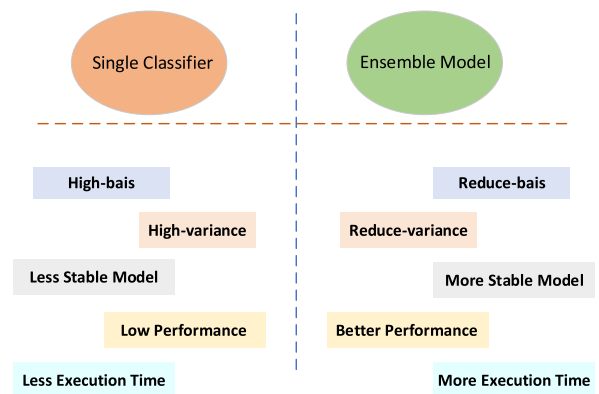 Single Classifier
Ensemble Model
High-bais
Reduce-bais
High-variance
Reduce-variance
Less Stable Model
More Stable Model
Low Performance
Better Performance
Less Execution Time
More Execution Time